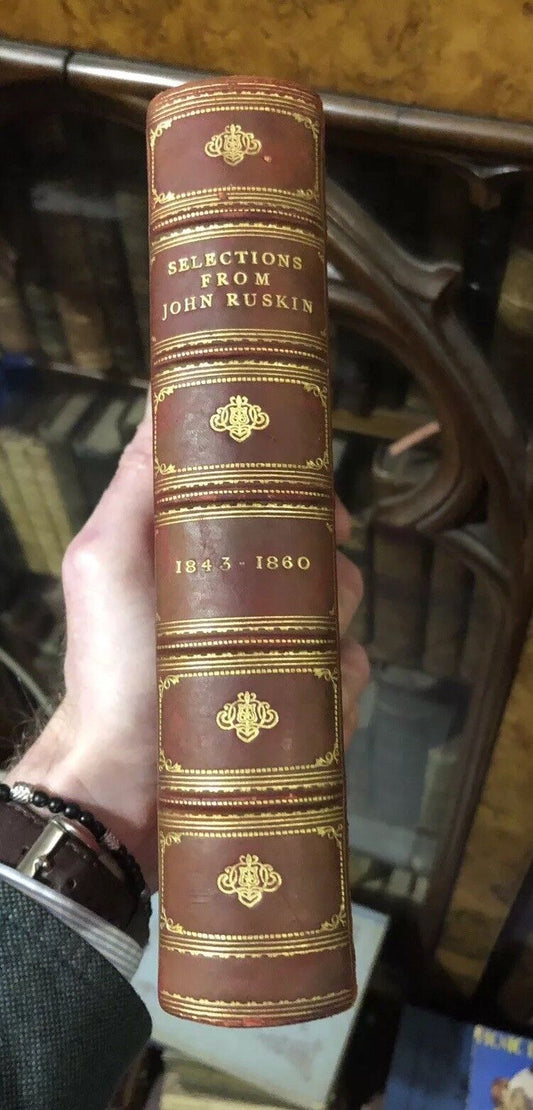 SELECTIONS
FROM
JOHN RUSKIN
1843 - 1860